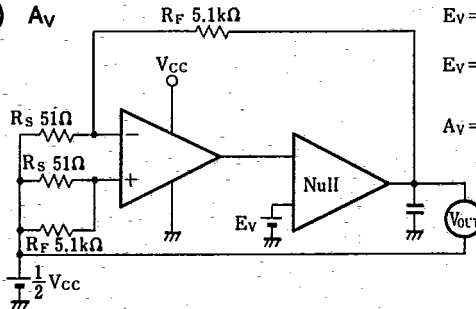 ) AV
RF 5.1kΩ
EV=
VCC
EV=
RS 51Ω
AV=
−
RS 51Ω
+
Null
EV
VOUT
RF 5.1kΩ
1/2 VCC